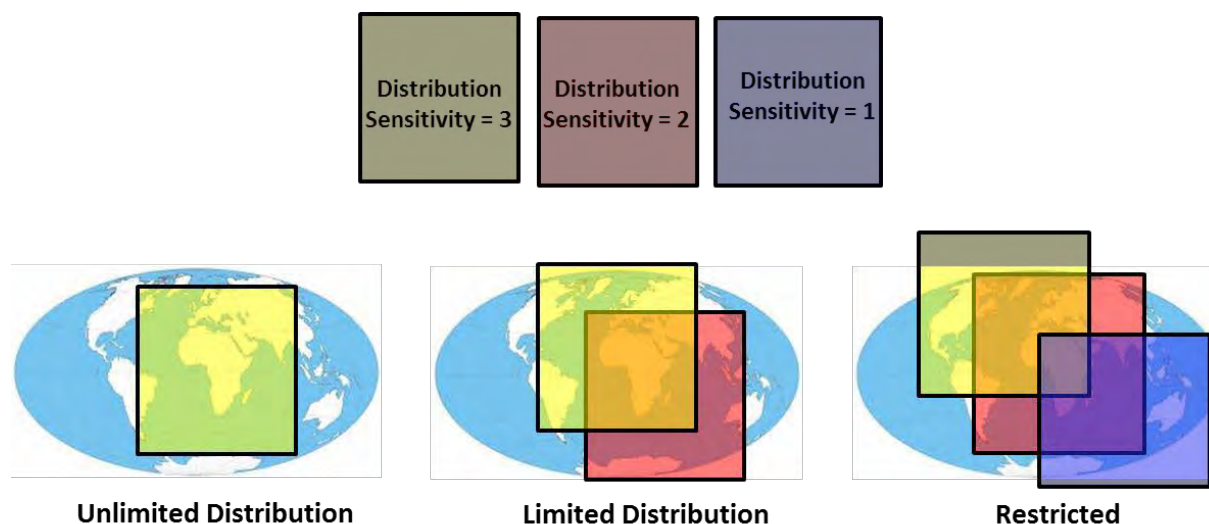 Distribution
Sensitivity = 3
Distribution
Sensitivity = 2
Distribution
Sensitivity = 1
Unlimited Distribution
Limited Distribution
Restricted